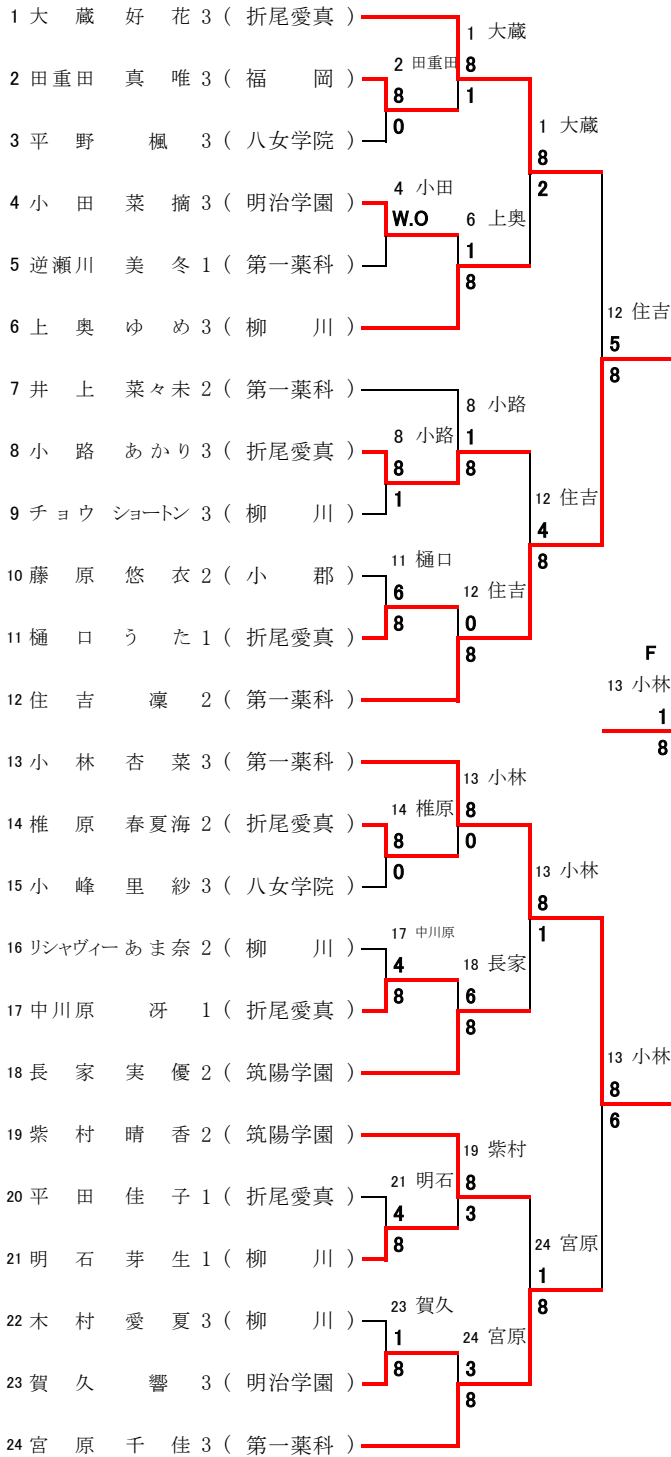 1 大 蔵 好 花 3 ( 折尾愛真 )
1 大蔵
2 田重田 真 唯 3 ( 福 岡 )
2 田重田
8
8
1
0
1 大蔵
3 平 野 楓 3 ( 八女学院 )
8
2
4 小 田 菜 摘 3 ( 明治学園 )
4 小田
W.O
6 上奥
1
5 逆瀬川 美 冬 1 ( 第一薬科 )
8
6 上 奥 ゆ め 3 ( 柳 川 )
12 住吉
5
8
7 井 上 菜々未 2 ( 第一薬科 )
8 小路
8 小 路 あかり 3 ( 折尾愛真 )
8 小路
1
8
8
1
9 チョウ ショートン 3 ( 柳 川 )
12 住吉
4
8
10 藤 原 悠 衣 2 ( 小 郡 )
11 樋口
6
12 住吉
8
0
8
11 樋 口 う た 1 ( 折尾愛真 )
12 住 吉 凜 2 ( 第一薬科 )
F
13 小林
1
8
13 小 林 杏 菜 3 ( 第一薬科 )
13 小林
14 椎 原 春夏海 2 ( 折尾愛真 )
14 椎原
8
8
0
0
15 小 峰 里 紗 3 ( 八女学院 )
13 小林
8
1
16 リシャヴィー あま奈 2 ( 柳 川 )
17 中川原
4
18 長家
8
6
8
17 中川原 冴 1 ( 折尾愛真 )
18 長 家 実 優 2 ( 筑陽学園 )
13 小林
8
6
19 紫 村 晴 香 2 ( 筑陽学園 )
19 紫村
20 平 田 佳 子 1 ( 折尾愛真 )
21 明石
8
4
3
8
21 明 石 芽 生 1 ( 柳 川 )
24 宮原
1
8
22 木 村 愛 夏 3 ( 柳 川 )
23 賀久
1
24 宮原
8
3
8
23 賀 久 響 3 ( 明治学園 )
24 宮 原 千 佳 3 ( 第一薬科 )